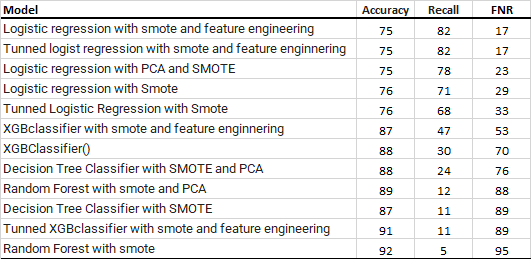 Model Accuracy Recall FNR
Logistic regression with smote and feature engineering 75 82 17
Tunned logist regression with smote and feature enginnering 75 82 17
Logistic regression with PCA and SMOTE 75 78 23
Logistic regression with Smote 76 71 29
Tunned Logistic Regression with Smote 76 68 33
XGBclassifier with smote and feature enginnering 87 47 53
XGBClassifier() 88 30 70
Decision Tree Classifier with SMOTE and PCA 88 24 76
Random Forest with smote and PCA 89 12 88
Decision Tree Classifier with SMOTE 87 11 89
Tunned XGBclassifier with smote and feature engineering 91 11 89
Random Forest with smote 92 5 95